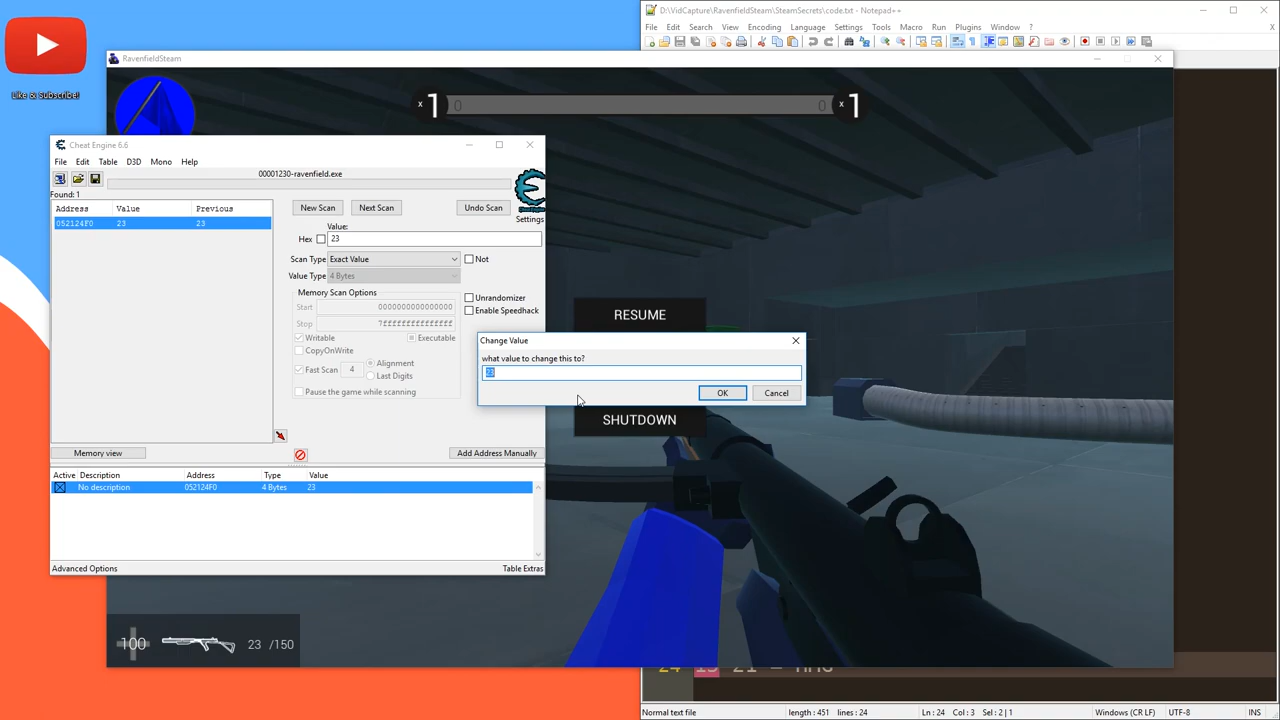 D:\VidCapture\RavenfieldSteam\SteamSecrets\code.txt - Notepad++
File Edit Search View Encoding Language Settings Tools Macro Run Plugins Window ? X
Like & Subscribe!
RavenfieldSteam
x 1 0 0 x 1
Cheat Engine 6.6
File Edit Table D3D Mono Help
00001230-ravenfield.exe
Found: 1
Address Value Previous
052124F0 23 23
New Scan Next Scan Undo Scan
Settings
Value:
Hex 23
Scan Type Exact Value Not
Value Type 4 Bytes
Memory Scan Options
Start 0000000000000000
Stop 7fffffffffffffff
Writable Executable
CopyOnWrite
Fast Scan 4 Alignment
Last Digits
Pause the game while scanning
Unrandomizer
Enable Speedhack
Memory view Add Address Manually
Active Description Address Type Value
No description 052124F0 4 Bytes 23
Advanced Options Table Extras
RESUME
Change Value
what value to change this to?
23
OK Cancel
SHUTDOWN
100 23 /150
Normal text file length : 451 lines : 24 Ln : 24 Col : 3 Sel : 2 | 1 Windows (CR LF) UTF-8 INS